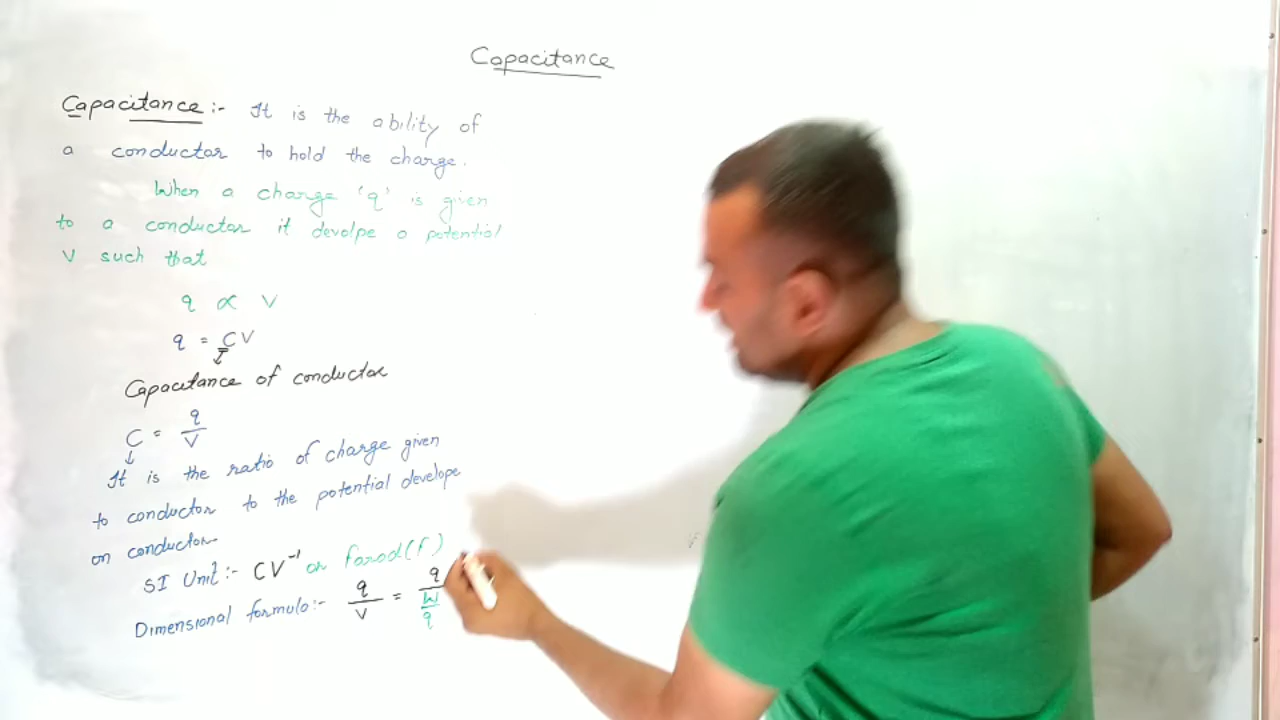 Capacitance
Capacitance:- It is the ability of
a conductor to hold the charge.
When a charge 'q' is given
to a conductor it devolpe a potential
V such that
q ∝ V
q = CV
Capacitance of conductor
C = q/V
It is the ratio of charge given
to conductor to the potential develope
on conductor
SI Unit:- CV⁻¹ or farad(f)
Dimensional formula:- q/V = q/(W/q)